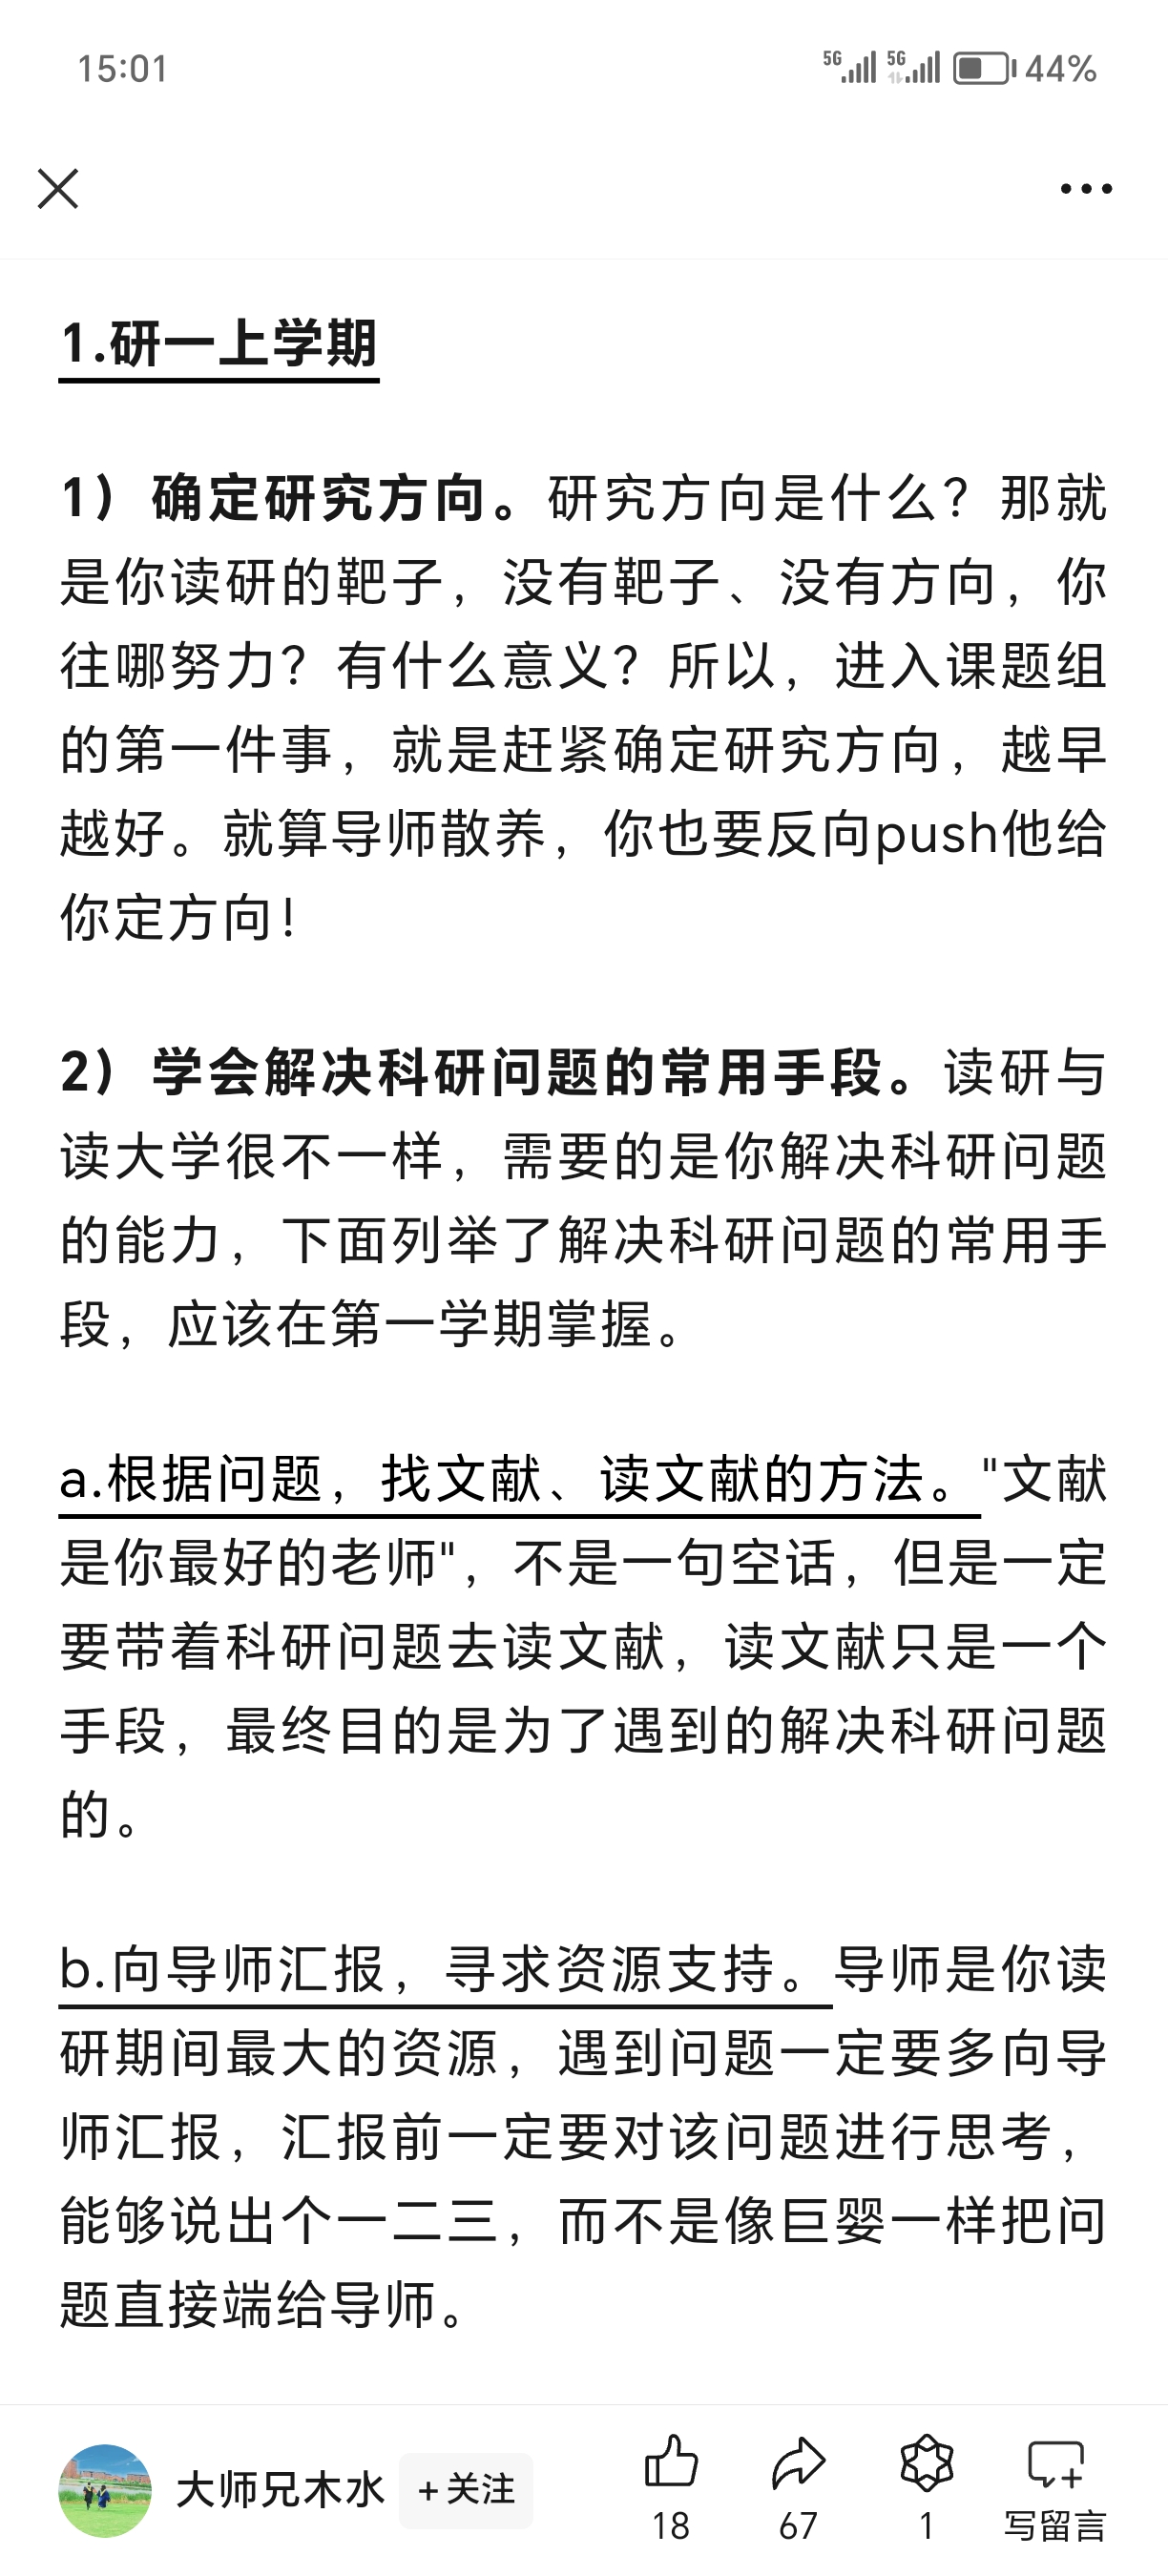 15:01
5G 5G 44%
1.研一上学期
1）确定研究方向。研究方向是什么？那就
是你读研的靶子，没有靶子、没有方向，你
往哪努力？有什么意义？所以，进入课题组
的第一件事，就是赶紧确定研究方向，越早
越好。就算导师散养，你也要反向push他给
你定方向！
2）学会解决科研问题的常用手段。读研与
读大学很不一样，需要的是你解决科研问题
的能力，下面列举了解决科研问题的常用手
段，应该在第一学期掌握。
a.根据问题，找文献、读文献的方法。"文献
是你最好的老师"，不是一句空话，但是一定
要带着科研问题去读文献，读文献只是一个
手段，最终目的是为了遇到的解决科研问题
的。
b.向导师汇报，寻求资源支持。导师是你读
研期间最大的资源，遇到问题一定要多向导
师汇报，汇报前一定要对该问题进行思考，
能够说出个一二三，而不是像巨婴一样把问
题直接端给导师。
大师兄木水 +关注
18 67 1 写留言